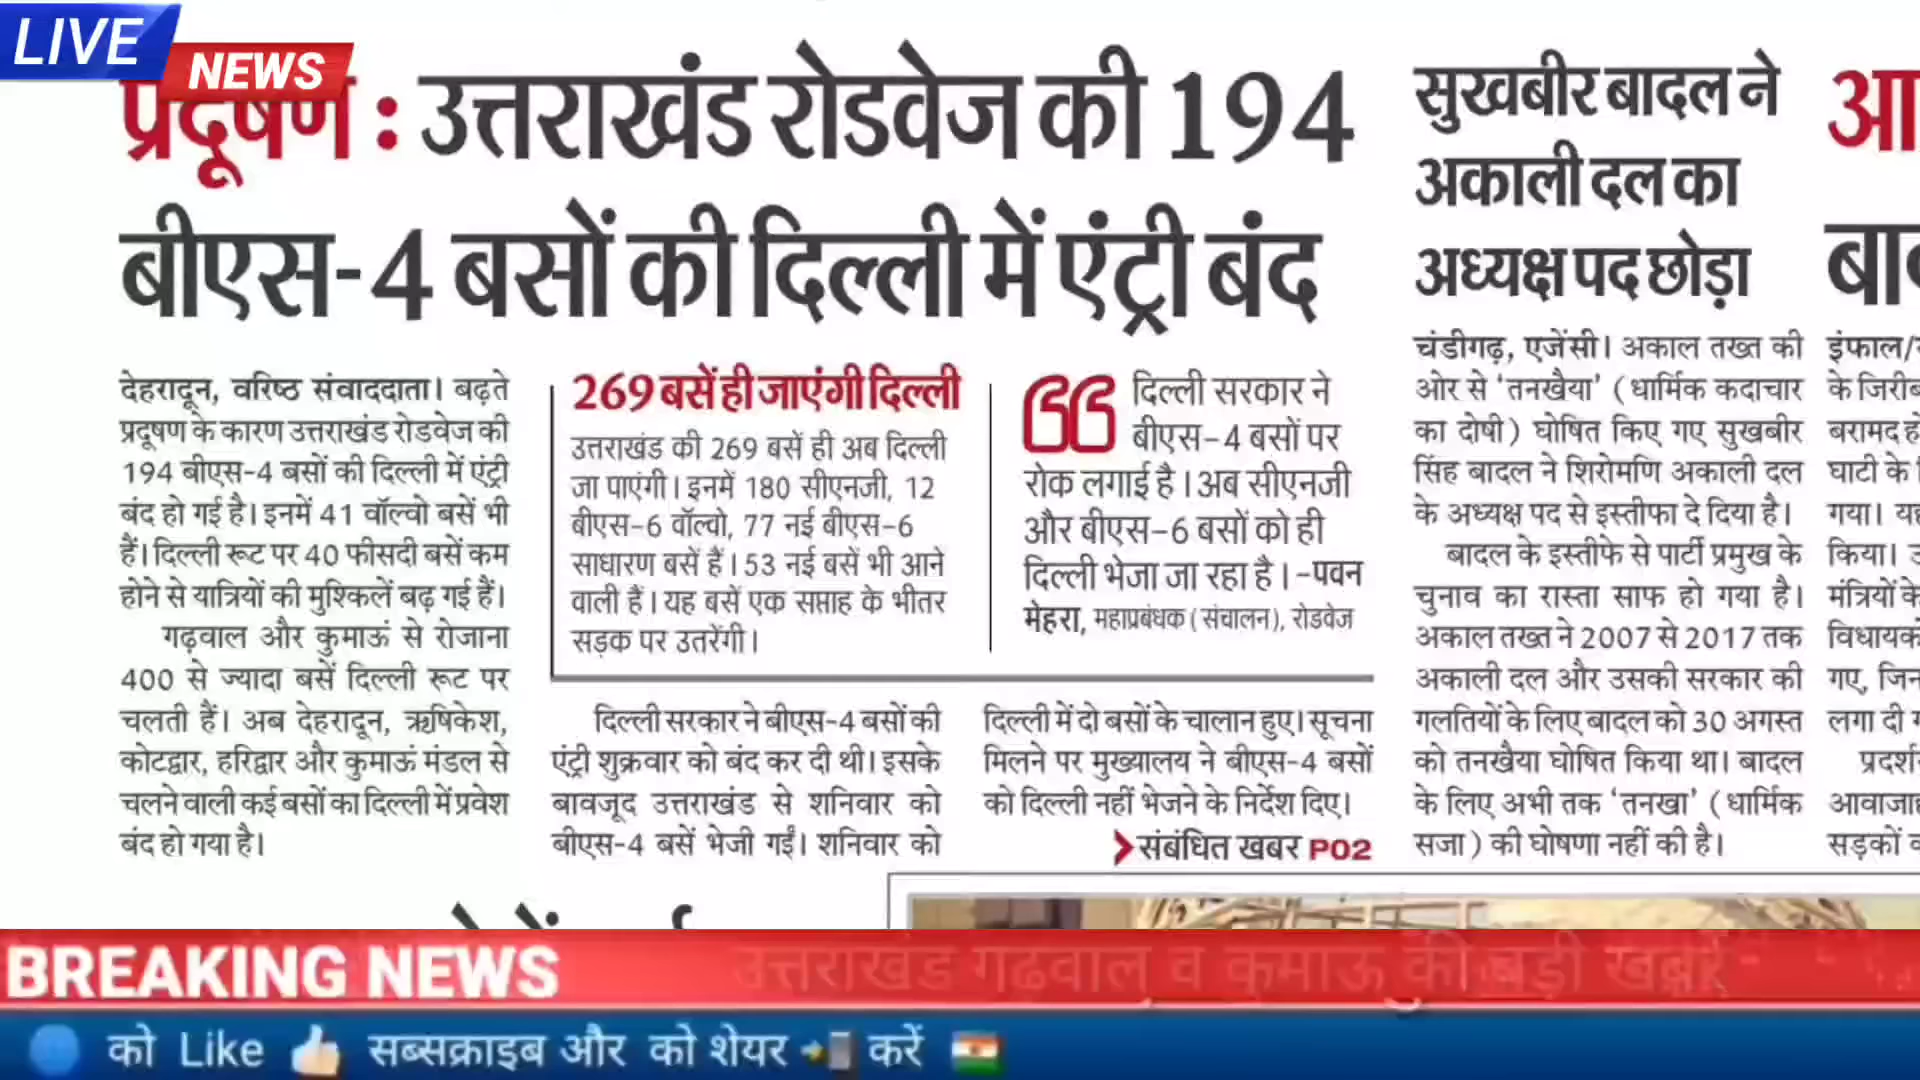 LIVE
NEWS
प्रदूषण : उत्तराखंड रोडवेज की 194
बीएस-4 बसों की दिल्ली में एंट्री बंद
देहरादून, वरिष्ठ संवाददाता। बढ़ते
प्रदूषण के कारण उत्तराखंड रोडवेज की
194 बीएस-4 बसों की दिल्ली में एंट्री
बंद हो गई है। इनमें 41 वॉल्वो बसें भी
हैं। दिल्ली रूट पर 40 फीसदी बसें कम
होने से यात्रियों की मुश्किलें बढ़ गई हैं।
गढ़वाल और कुमाऊं से रोजाना
400 से ज्यादा बसें दिल्ली रूट पर
चलती हैं। अब देहरादून, ऋषिकेश,
कोटद्वार, हरिद्वार और कुमाऊं मंडल से
चलने वाली कई बसों का दिल्ली में प्रवेश
बंद हो गया है।
269 बसें ही जाएंगी दिल्ली
उत्तराखंड की 269 बसें ही अब दिल्ली
जा पाएंगी। इनमें 180 सीएनजी, 12
बीएस-6 वॉल्वो, 77 नई बीएस-6
साधारण बसें हैं। 53 नई बसें भी आने
वाली हैं। यह बसें एक सप्ताह के भीतर
सड़क पर उतरेंगी।
दिल्ली सरकार ने
बीएस-4 बसों पर
रोक लगाई है। अब सीएनजी
और बीएस-6 बसों को ही
दिल्ली भेजा जा रहा है। -पवन
मेहरा, महाप्रबंधक (संचालन), रोडवेज
दिल्ली सरकार ने बीएस-4 बसों की
एंट्री शुक्रवार को बंद कर दी थी। इसके
बावजूद उत्तराखंड से शनिवार को
बीएस-4 बसें भेजी गईं। शनिवार को
दिल्ली में दो बसों के चालान हुए। सूचना
मिलने पर मुख्यालय ने बीएस-4 बसों
को दिल्ली नहीं भेजने के निर्देश दिए।
संबंधित खबर P02
सुखबीर बादल ने
अकाली दल का
अध्यक्ष पद छोड़ा
चंडीगढ़, एजेंसी। अकाल तख्त की
ओर से ‘तनखैया’ (धार्मिक कदाचार
का दोषी) घोषित किए गए सुखबीर
सिंह बादल ने शिरोमणि अकाली दल
के अध्यक्ष पद से इस्तीफा दे दिया है।
बादल के इस्तीफे से पार्टी प्रमुख के
चुनाव का रास्ता साफ हो गया है।
अकाल तख्त ने 2007 से 2017 तक
अकाली दल और उसकी सरकार की
गलतियों के लिए बादल को 30 अगस्त
को तनखैया घोषित किया था। बादल
के लिए अभी तक ‘तनखा’ (धार्मिक
सजा) की घोषणा नहीं की है।
इंफाल/
के जिरीब
बरामद
घाटी के
गया।
किया।
मंत्रियों के
विधायकों
गए, जिन
लगा दी
प्रदर्श
आवाजाह
सड़कों
BREAKING NEWS
उत्तराखंड गढ़वाल व कुमाऊ की बड़ी खबरें
को Like सब्सक्राइब और को शेयर करें